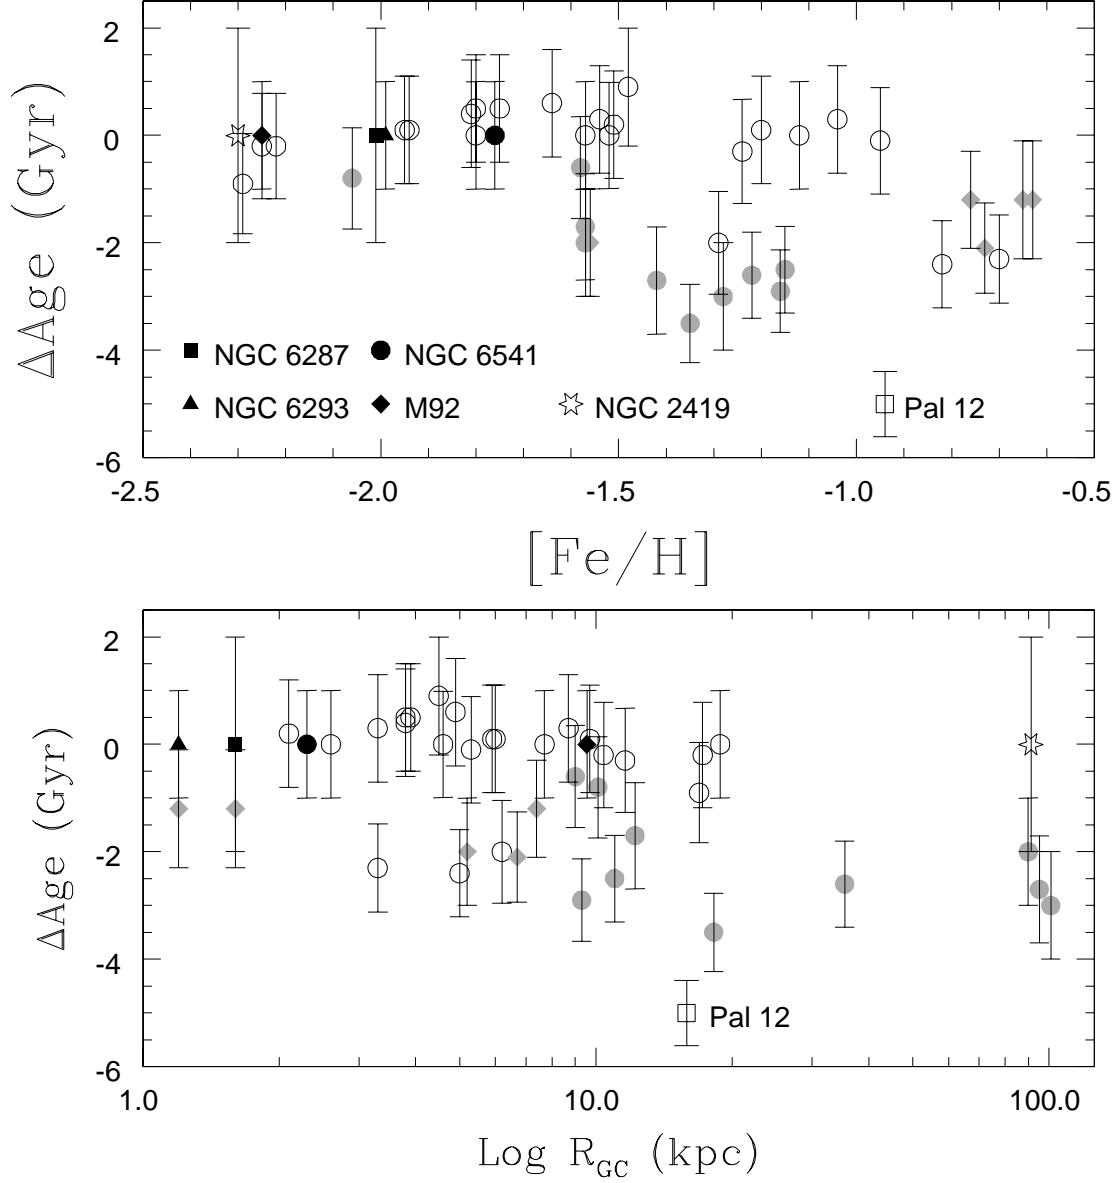 2
0
-2
-4
-6
ΔAge (Gyr)
NGC 6287
NGC 6541
NGC 6293
M92
NGC 2419
Pal 12
-2.5
-2.0
-1.5
-1.0
-0.5
[Fe/H]
2
0
-2
-4
-6
ΔAge (Gyr)
Pal 12
1.0
10.0
100.0
Log R_GC (kpc)